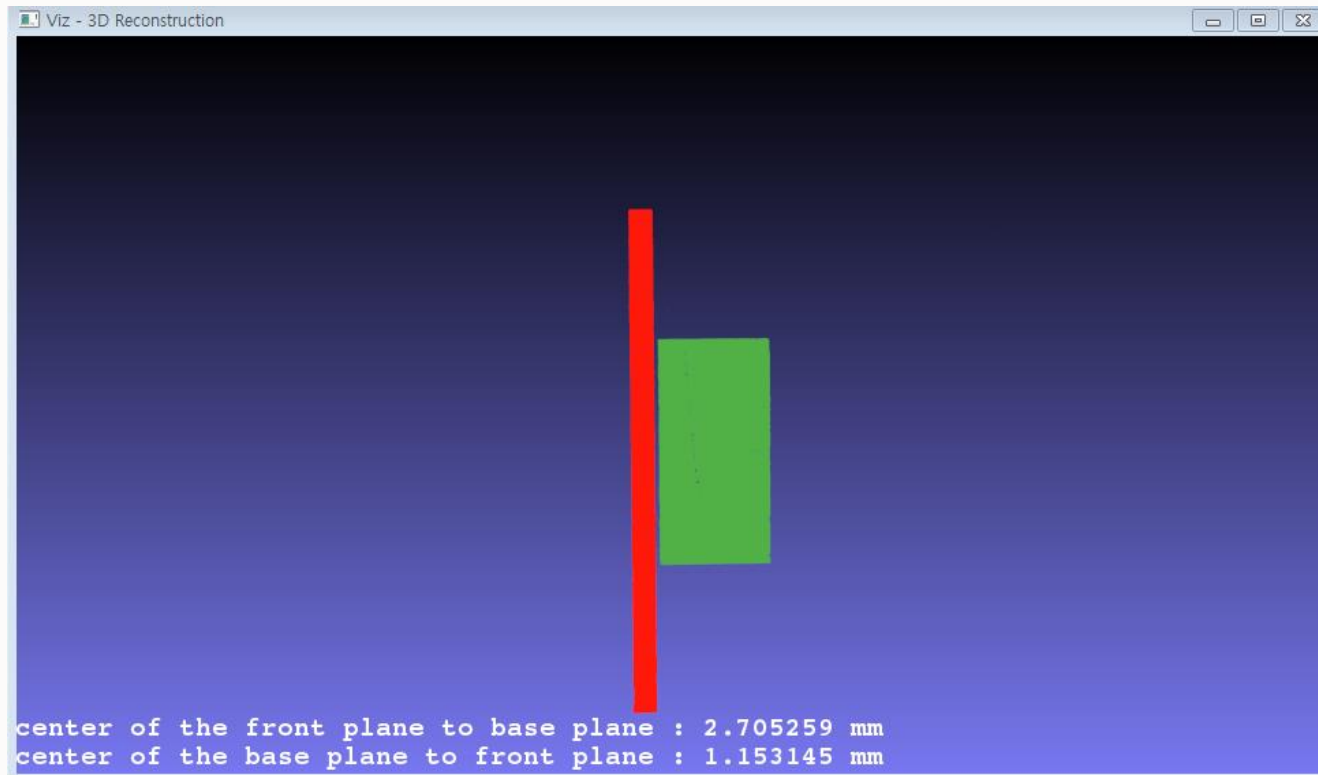 Viz - 3D Reconstruction
center of the front plane to base plane : 2.705259 mm
center of the base plane to front plane : 1.153145 mm